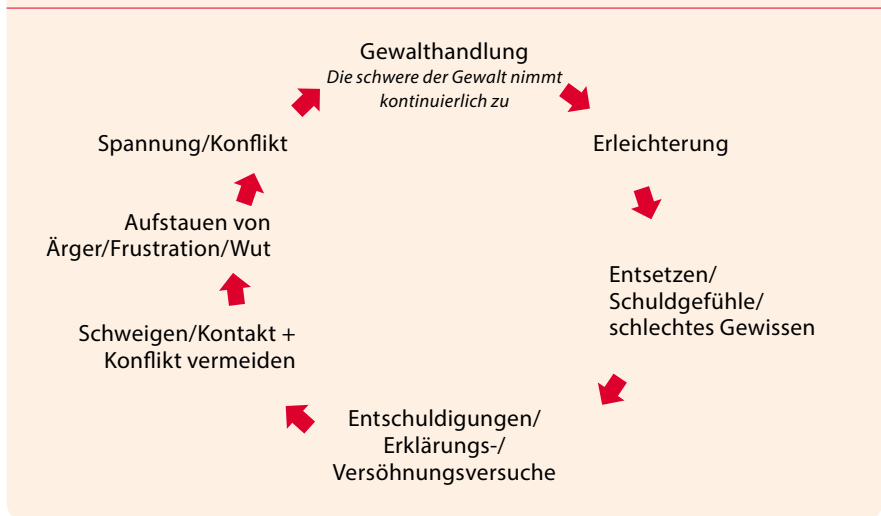 Gewalthandlung
Die schwere der Gewalt nimmt
kontinuierlich zu
Erleichterung
Entsetzen/
Schuldgefühle/
schlechtes Gewissen
Entschuldigungen/
Erklärungs-/
Versöhnungsversuche
Schweigen/Kontakt +
Konflikt vermeiden
Aufstauen von
Ärger/Frustration/Wut
Spannung/Konflikt